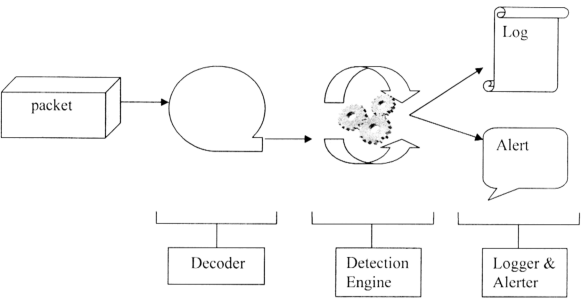 Log
packet
Alert
Decoder
Detection
Engine
Logger &
Alerter